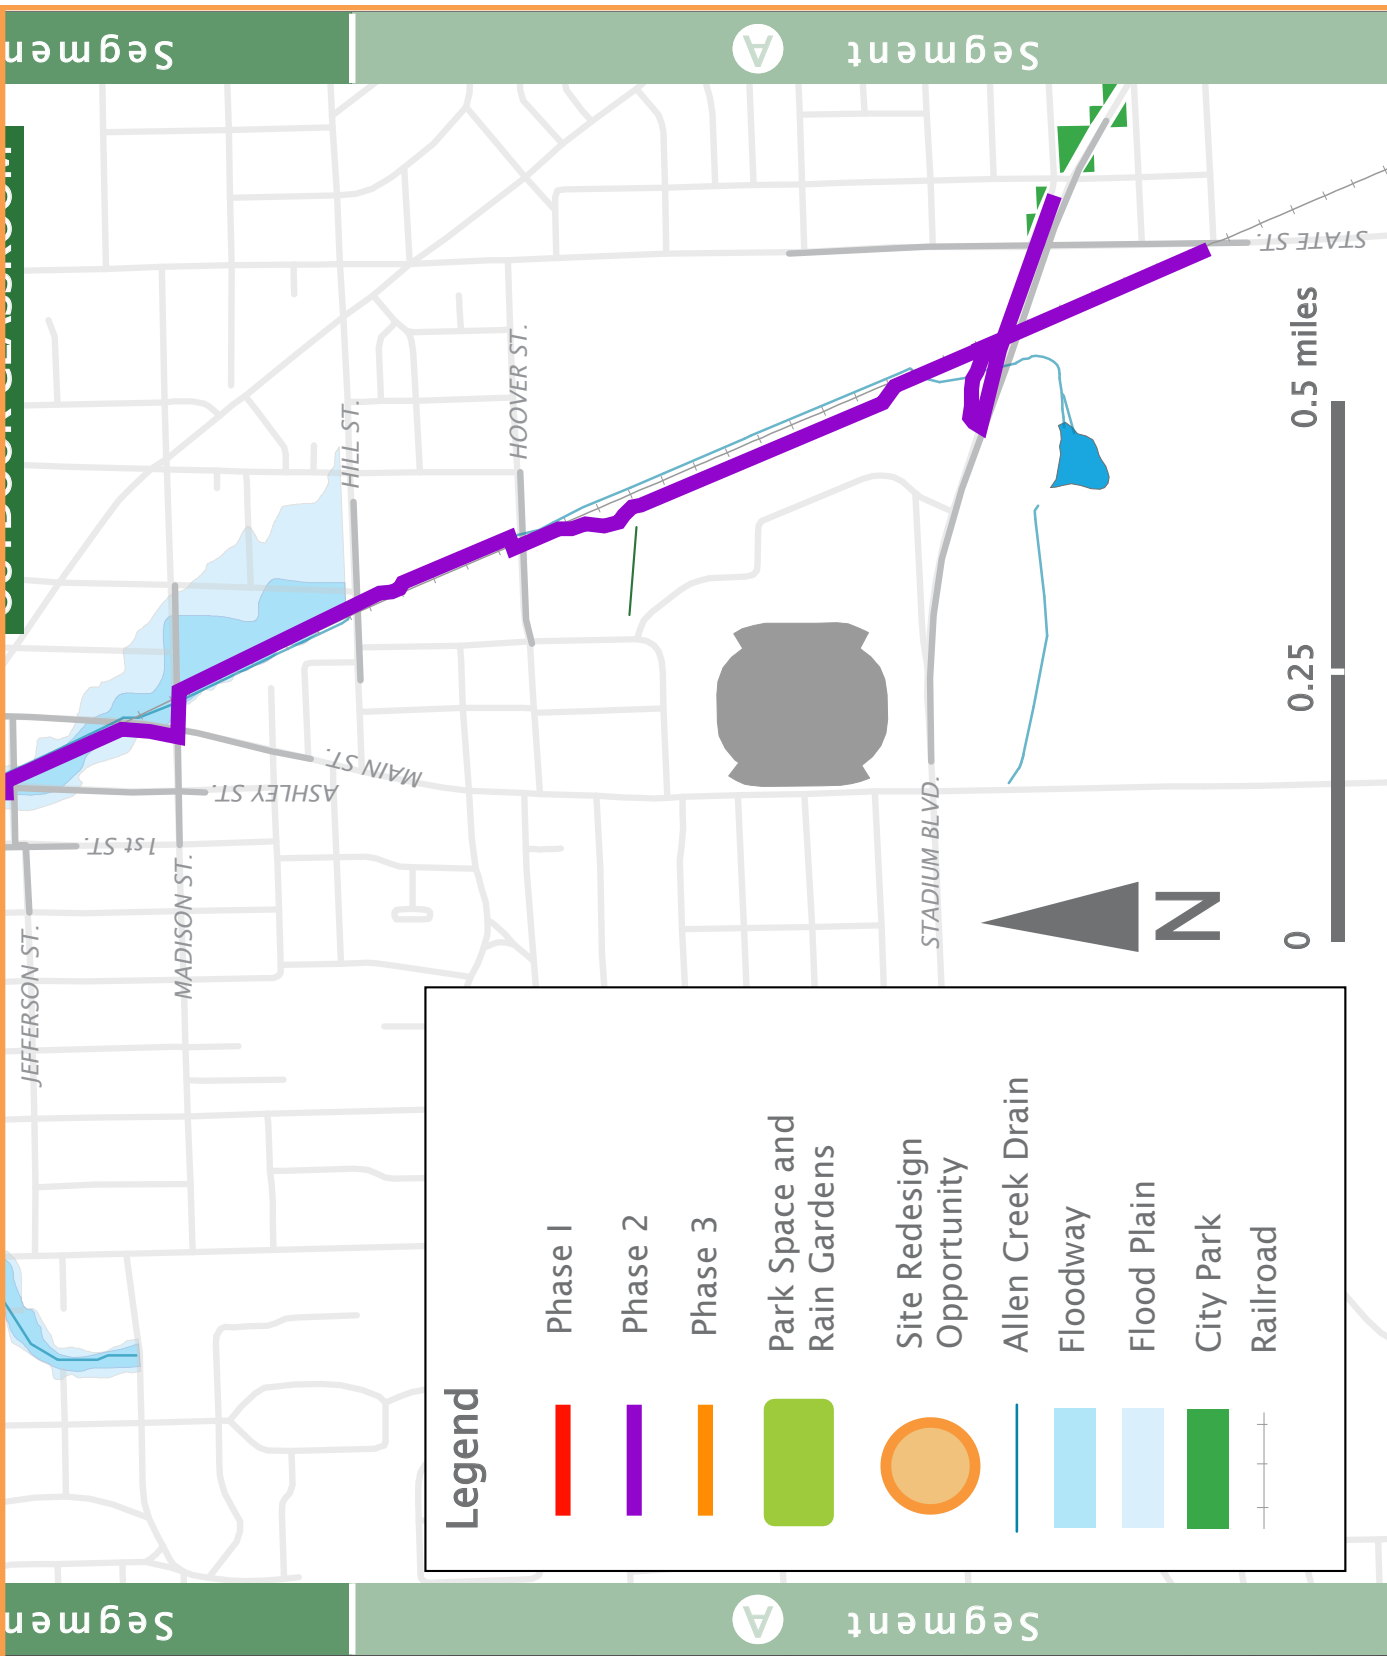 Segmen
Segment A
STATE ST.
HOOVER ST.
HILL ST.
0.5 miles
0.25
0
N
MAIN ST.
ASHLEY ST.
1st ST.
MADISON ST.
JEFFERSON ST.
STADIUM BLVD.
Legend
Phase I
Phase 2
Phase 3
Park Space and
Rain Gardens
Site Redesign
Opportunity
Allen Creek Drain
Floodway
Flood Plain
City Park
Railroad
Segmen
Segment A